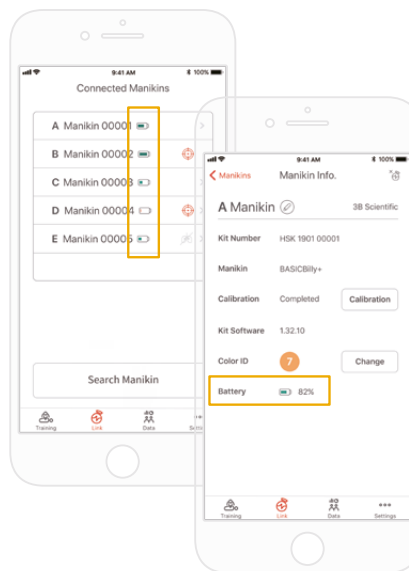 9:41 AM
100%
Connected Manikins
A Manikin 00001
B Manikin 00002
C Manikin 00003
D Manikin 00004
E Manikin 00005
Search Manikin
Training
Link
Data
9:41 AM
100%
Manikins
Manikin Info.
A Manikin
3B Scientific
Kit Number
HSK 1901 00001
Manikin
BASICBilly+
Calibration
Completed
Calibration
Kit Software
1.32.10
Color ID
7
Change
Battery
82%
Training
Link
Data
Settings